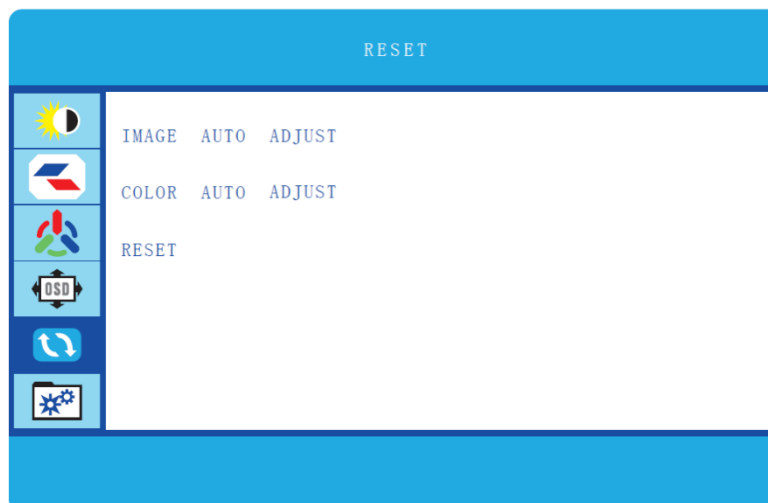 RESET
IMAGE AUTO ADJUST
COLOR AUTO ADJUST
RESET
OSD